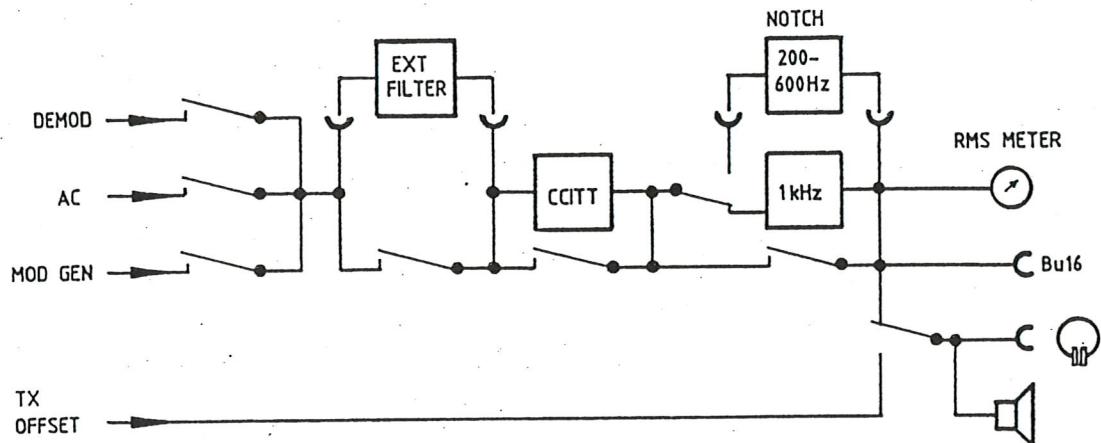 NOTCH
EXT
FILTER
200-
600Hz
DEMOD
RMS METER
AC
CCITT
1kHz
MOD GEN
Bu16
TX
OFFSET